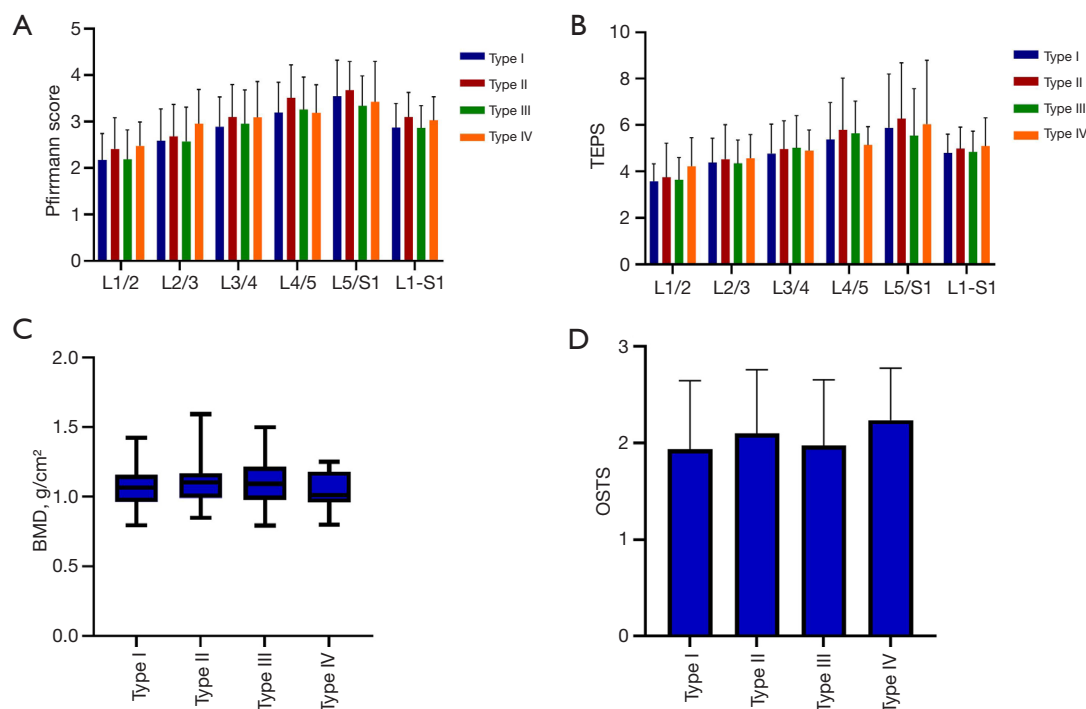 A
Pfirrmann score
5
4
3
2
1
0
L1/2 L2/3 L3/4 L4/5 L5/S1 L1-S1
Type I
Type II
Type III
Type IV
B
TEPS
10
8
6
4
2
0
L1/2 L2/3 L3/4 L4/5 L5/S1 L1-S1
Type I
Type II
Type III
Type IV
C
BMD, g/cm²
2.0
1.5
1.0
0.0
Type I
Type II
Type III
Type IV
D
OSTS
3
2
1
0
Type I
Type II
Type III
Type IV